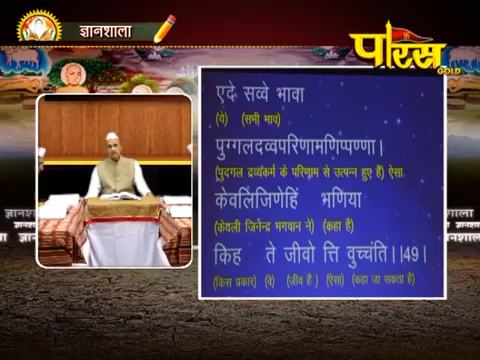 ज्ञानशाला
पारस
GOLD
एदे सव्वे भावा
(ये) (सभी भाव)
पुग्गलदव्वपरिणामणिप्पण्णा।
(पुदगल द्रव्यकर्म के परिणाम से उत्पन्न हुए हैं) ऐसा
केवलिजिणेहिं भणिया
(केवली जिनेन्द्र भगवान ने) (कहा है)
किह ते जीवो त्ति वुच्चंति।।49।
(किस प्रकार) (वे) (जीव हैं ) (ऐसा) (कहा जा सकता है)